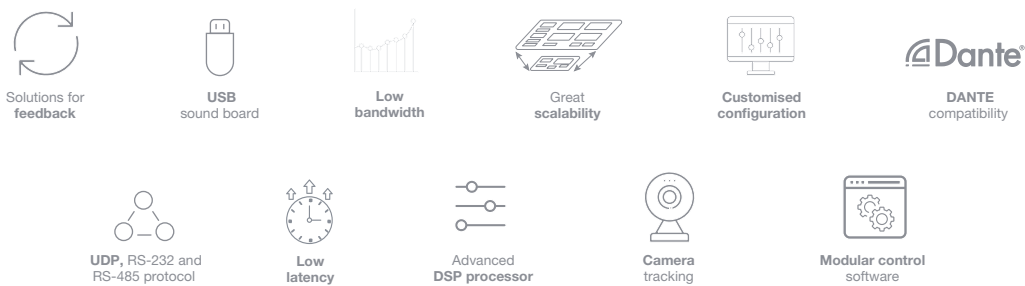 Dante®
Solutions for
feedback
USB
sound board
Low
bandwidth
Great
scalability
Customised
configuration
DANTE
compatibility
UDP, RS-232 and
RS-485 protocol
Low
latency
Advanced
DSP processor
Camera
tracking
Modular control
software